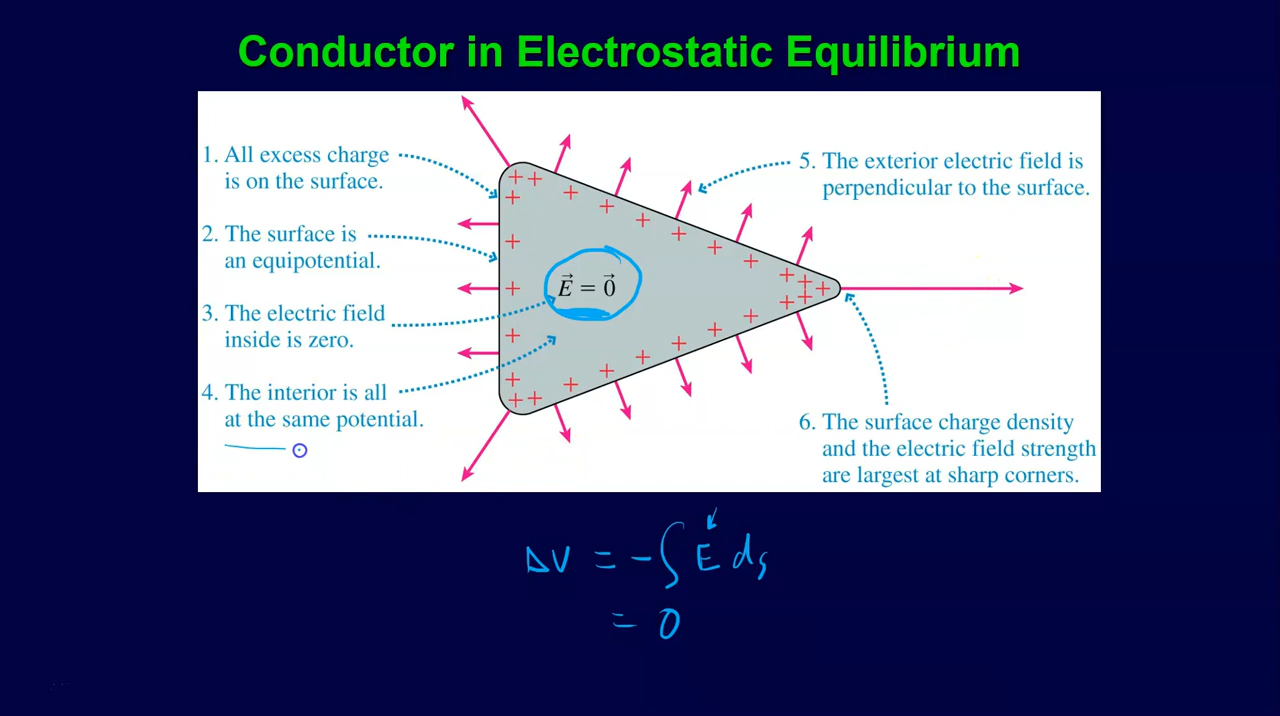 Conductor in Electrostatic Equilibrium
1. All excess charge
is on the surface.
2. The surface is
an equipotential.
3. The electric field
inside is zero.
4. The interior is all
at the same potential.
E⃗ = 0⃗
5. The exterior electric field is
perpendicular to the surface.
6. The surface charge density
and the electric field strength
are largest at sharp corners.
ΔV = -∫ E ds
= 0